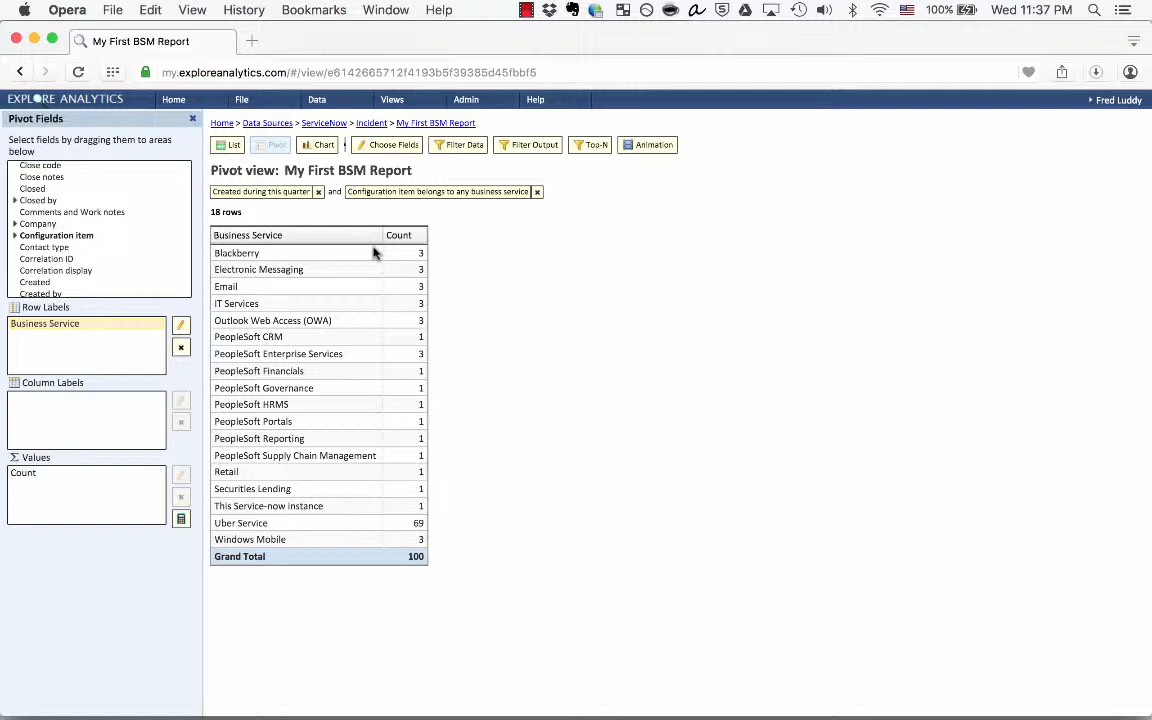 Opera File Edit View History Bookmarks Window Help 100% Wed 11:37 PM
My First BSM Report
my.exploreanalytics.com/#/view/e6142665712f4193b5f39385d45fbbf5
EXPLORE ANALYTICS Home File Data Views Admin Help Fred Luddy
Pivot Fields
Select fields by dragging them to areas
below
Close code
Close notes
Closed
Closed by
Comments and Work notes
Company
Configuration item
Contact type
Correlation ID
Correlation display
Created
Created by
Row Labels
Business Service
Column Labels
Σ Values
Count
Home > Data Sources > ServiceNow > Incident > My First BSM Report
List Pivot Chart Choose Fields Filter Data Filter Output Top-N Animation
Pivot view: My First BSM Report
Created during this quarter and Configuration item belongs to any business service
18 rows
Business Service Count
Blackberry 3
Electronic Messaging 3
Email 3
IT Services 3
Outlook Web Access (OWA) 3
PeopleSoft CRM 1
PeopleSoft Enterprise Services 3
PeopleSoft Financials 1
PeopleSoft Governance 1
PeopleSoft HRMS 1
PeopleSoft Portals 1
PeopleSoft Reporting 1
PeopleSoft Supply Chain Management 1
Retail 1
Securities Lending 1
This Service-now instance 1
Uber Service 69
Windows Mobile 3
Grand Total 100